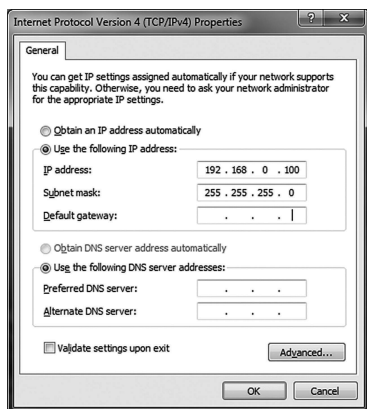 Internet Protocol Version 4 (TCP/IPv4) Properties
? X
General
You can get IP settings assigned automatically if your network supports
this capability. Otherwise, you need to ask your network administrator
for the appropriate IP settings.
Obtain an IP address automatically
Use the following IP address:
IP address: 192 . 168 . 0 . 100
Subnet mask: 255 . 255 . 255 . 0
Default gateway: . . .
Obtain DNS server address automatically
Use the following DNS server addresses:
Preferred DNS server: . . .
Alternate DNS server: . . .
Validate settings upon exit Advanced...
OK Cancel